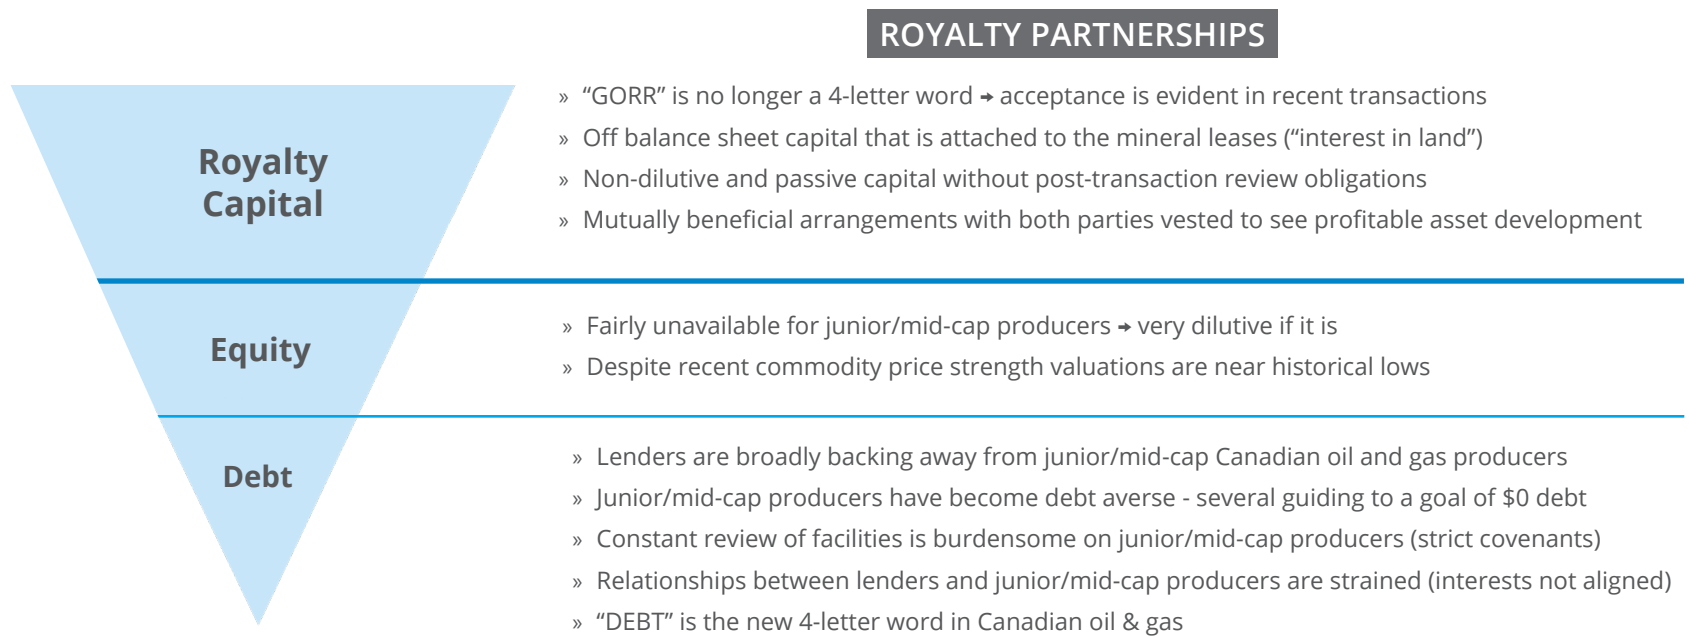 ROYALTY PARTNERSHIPS
Royalty
Capital
» “GORR” is no longer a 4-letter word → acceptance is evident in recent transactions
» Off balance sheet capital that is attached to the mineral leases (“interest in land”)
» Non-dilutive and passive capital without post-transaction review obligations
» Mutually beneficial arrangements with both parties vested to see profitable asset development
Equity
» Fairly unavailable for junior/mid-cap producers → very dilutive if it is
» Despite recent commodity price strength valuations are near historical lows
Debt
» Lenders are broadly backing away from junior/mid-cap Canadian oil and gas producers
» Junior/mid-cap producers have become debt averse - several guiding to a goal of $0 debt
» Constant review of facilities is burdensome on junior/mid-cap producers (strict covenants)
» Relationships between lenders and junior/mid-cap producers are strained (interests not aligned)
» “DEBT” is the new 4-letter word in Canadian oil & gas